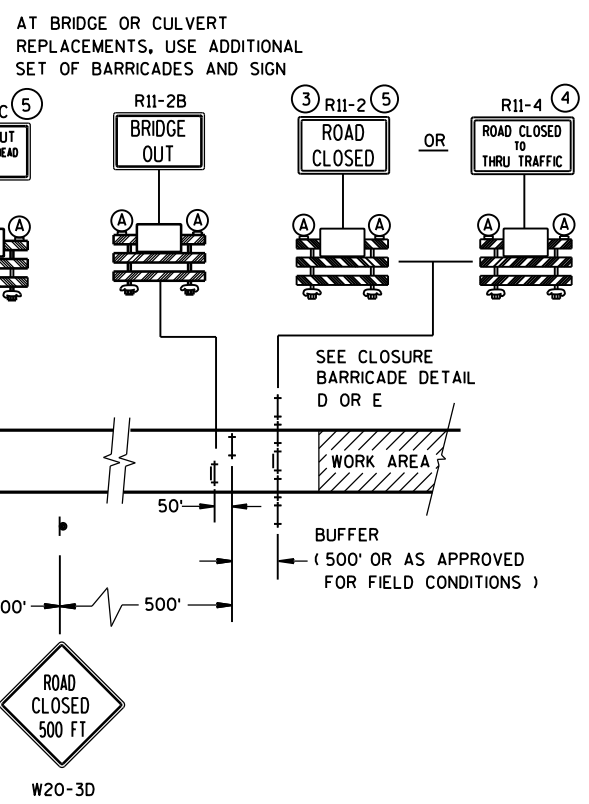 AT BRIDGE OR CULVERT
REPLACEMENTS, USE ADDITIONAL
SET OF BARRICADES AND SIGN
C 5
R11-2B
3 R11-2 5
R11-4 4
BRIDGE
OUT
ROAD
CLOSED
OR
ROAD CLOSED
TO
THRU TRAFFIC
A
A
A
A
A
A
A
SEE CLOSURE
BARRICADE DETAIL
D OR E
WORK AREA
50'
BUFFER
( 500' OR AS APPROVED
FOR FIELD CONDITIONS )
00'
500'
ROAD
CLOSED
500 FT
W20-3D